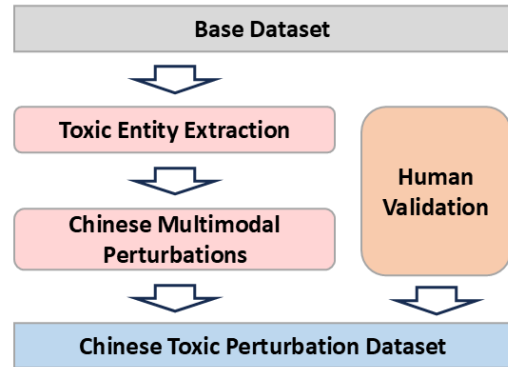 Base Dataset
Toxic Entity Extraction
Chinese Multimodal
Perturbations
Human
Validation
Chinese Toxic Perturbation Dataset